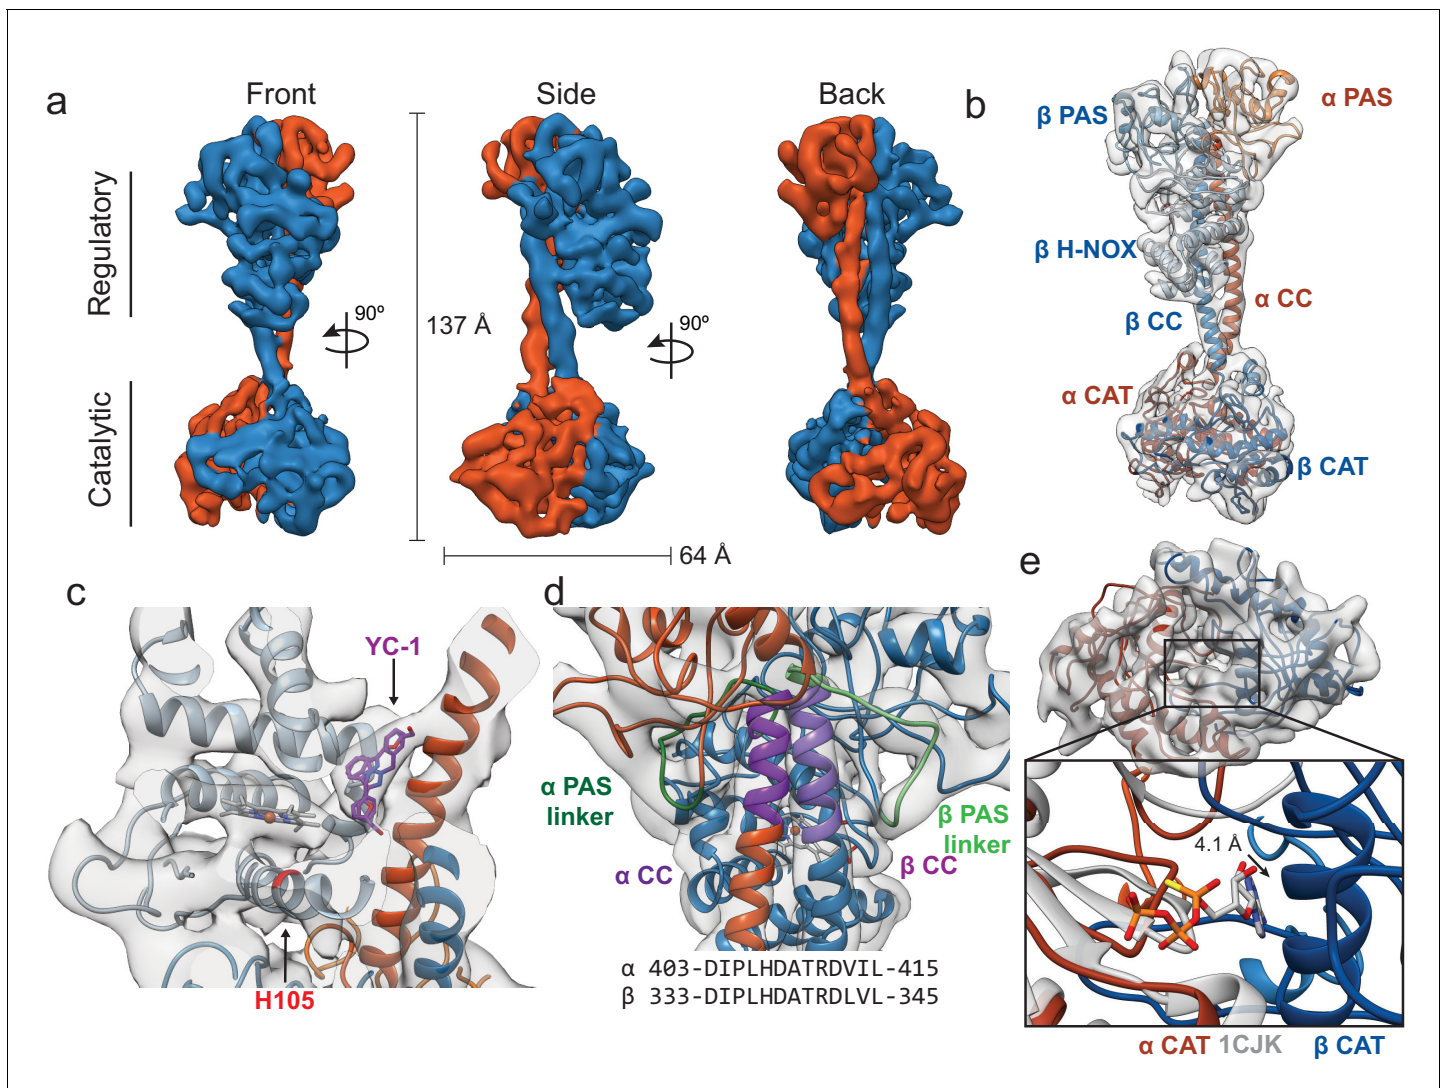 a
Front
Side
Back
Regulatory
Catalytic
90º
137 Å
90º
64 Å
b
β PAS
α PAS
β H-NOX
α CC
β CC
α CAT
β CAT
c
YC-1
H105
d
α PAS
linker
β PAS
linker
α CC
β CC
α 403-DIPLHDATRDVIL-415
β 333-DIPLHDATRDLVL-345
e
4.1 Å
α CAT 1CJK β CAT